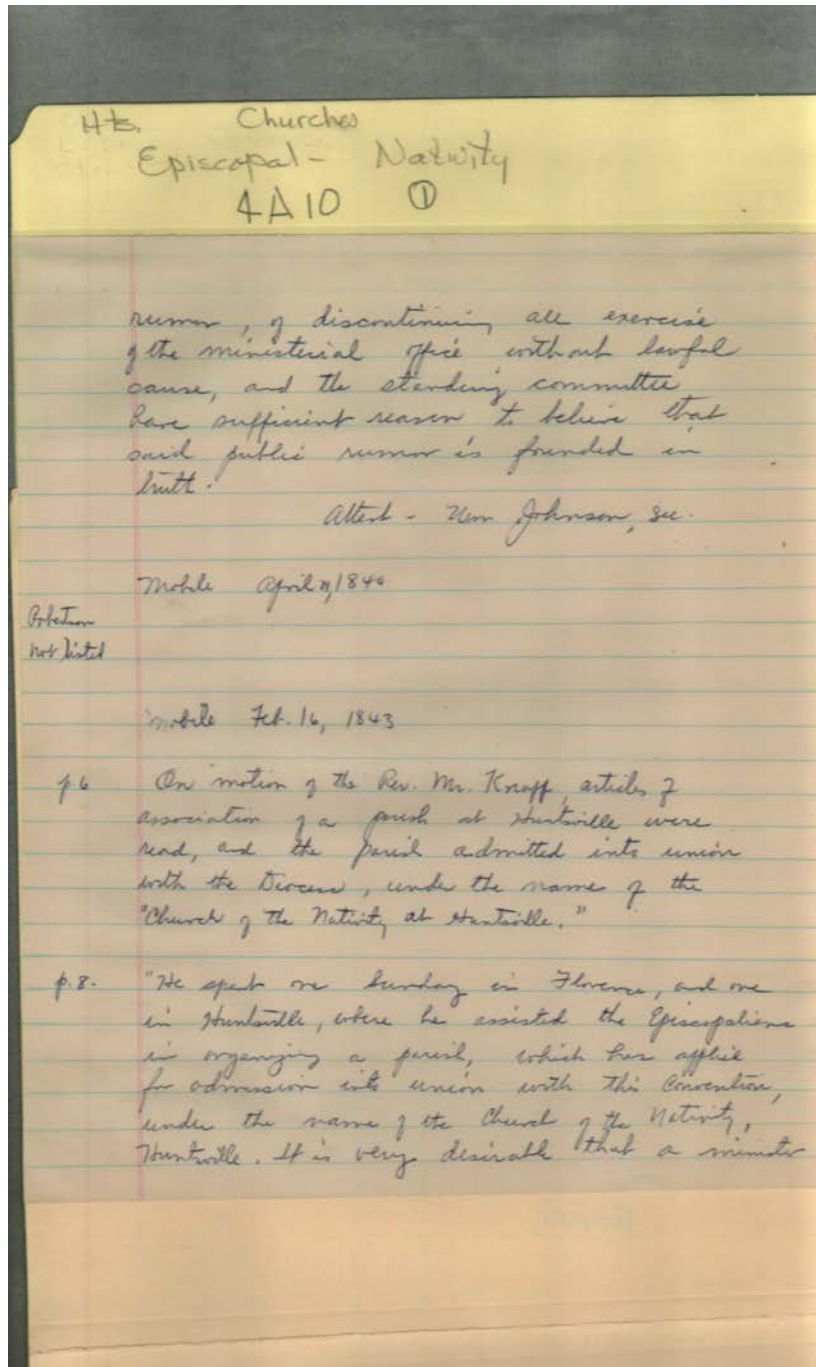 Hts. Churches
Episcopal - Nativity
4A10 ①
rumor, of discontinuing all exercise
of the ministerial office without lawful
cause, and the standing committee
have sufficient reason to believe that
said public rumor is founded in
truth.
Attest - Wm Johnson, Sec.
Mobile April 1840
Robertson
not listed
Mobile Feb. 16, 1843
p 6 On motion of the Rev. Mr. Knapp, articles of
association of a parish at Huntsville were
read, and the parish admitted into union
with the Diocese, under the name of the
"Church of the Nativity at Huntsville."
p. 8. "He spent one Sunday in Florence, and one
in Huntsville, where he assisted the Episcopalians
in organizing a parish, which has applie
for admission into union with this Convention,
under the name of the Church of the Nativity,
Huntsville. It is very desirable that a minister